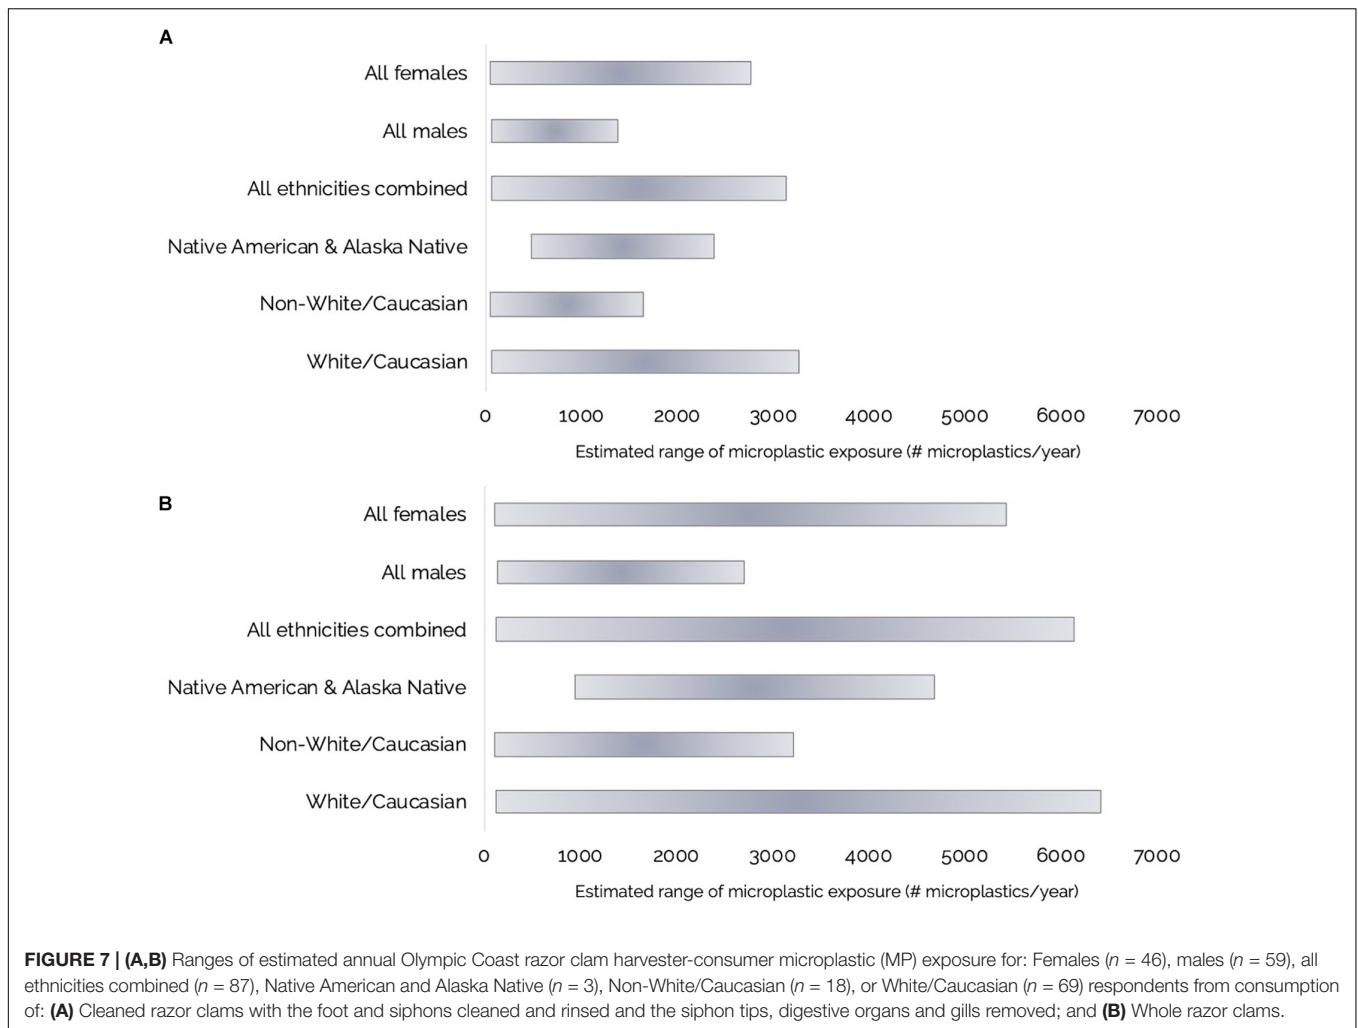 A
All females
All males
All ethnicities combined
Native American & Alaska Native
Non-White/Caucasian
White/Caucasian
0 1000 2000 3000 4000 5000 6000 7000
Estimated range of microplastic exposure (# microplastics/year)
B
All females
All males
All ethnicities combined
Native American & Alaska Native
Non-White/Caucasian
White/Caucasian
0 1000 2000 3000 4000 5000 6000 7000
Estimated range of microplastic exposure (# microplastics/year)
FIGURE 7 | (A,B) Ranges of estimated annual Olympic Coast razor clam harvester-consumer microplastic (MP) exposure for: Females (n = 46), males (n = 59), all
ethnicities combined (n = 87), Native American and Alaska Native (n = 3), Non-White/Caucasian (n = 18), or White/Caucasian (n = 69) respondents from consumption
of: (A) Cleaned razor clams with the foot and siphons cleaned and rinsed and the siphon tips, digestive organs and gills removed; and (B) Whole razor clams.